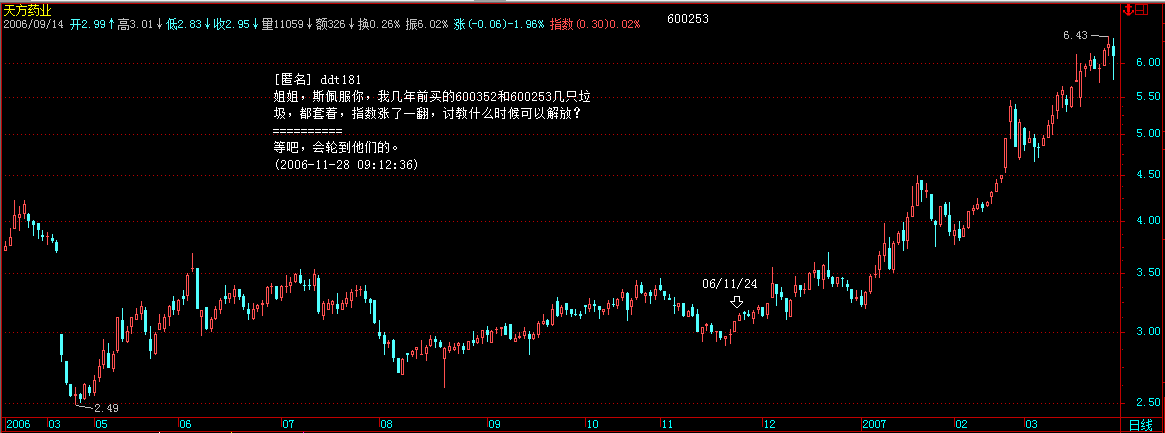 天方药业
2006/09/14 开2.99↑高3.01↓低2.83↓收2.95↓量11059↓额326↓换0.26% 振6.02% 涨(-0.06)-1.96% 指数(0.30)0.02%
600253
6.43
[匿名] ddt181
姐姐，斯佩服你，我几年前买的600352和600253几只垃
圾，都套着，指数涨了一翻，讨教什么时候可以解放？
==========
等吧，会轮到他们的。
(2006-11-28 09:12:36)
06/11/24
2.49
6.00
5.50
5.00
4.50
4.00
3.50
3.00
2.50
2006 03 05 06 07 08 09 10 11 12 2007 02 03 日线